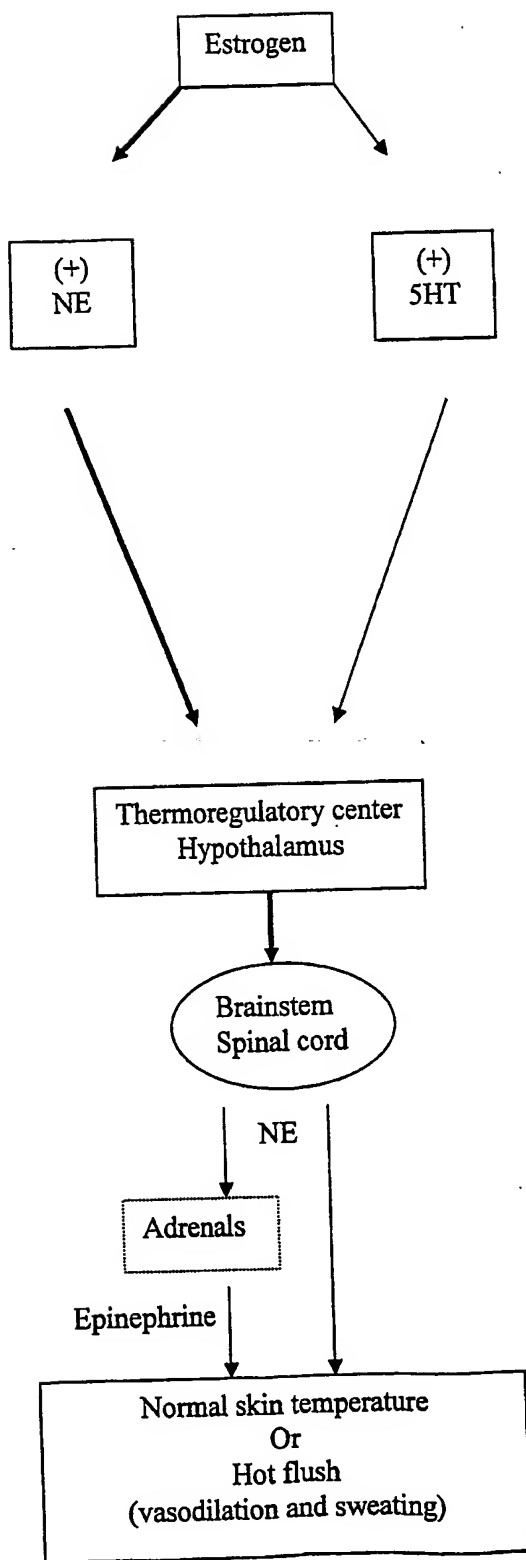 Estrogen
(+)
NE
(+)
5HT
Thermoregulatory center
Hypothalamus
Brainstem
Spinal cord
NE
Adrenals
Epinephrine
Normal skin temperature
Or
Hot flush
(vasodilation and sweating)